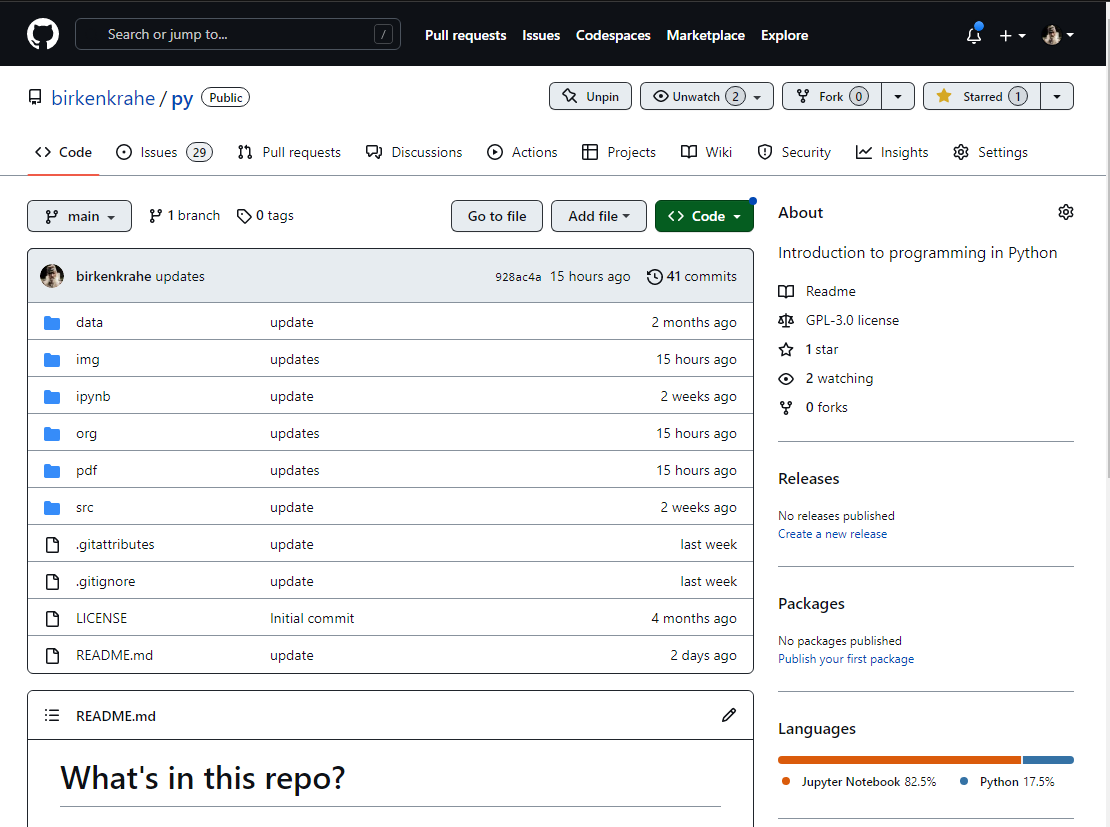 Search or jump to... / Pull requests Issues Codespaces Marketplace Explore
birkenkrahe / py Public Unpin Unwatch 2 Fork 0 Starred 1
Code Issues 29 Pull requests Discussions Actions Projects Wiki Security Insights Settings
main 1 branch 0 tags Go to file Add file Code
birkenkrahe updates 928ac4a 15 hours ago 41 commits
data update 2 months ago
img updates 15 hours ago
ipynb update 2 weeks ago
org updates 15 hours ago
pdf updates 15 hours ago
src update 2 weeks ago
.gitattributes update last week
.gitignore update last week
LICENSE Initial commit 4 months ago
README.md update 2 days ago
README.md
What's in this repo?
About
Introduction to programming in Python
Readme
GPL-3.0 license
1 star
2 watching
0 forks
Releases
No releases published
Create a new release
Packages
No packages published
Publish your first package
Languages
Jupyter Notebook 82.5% Python 17.5%